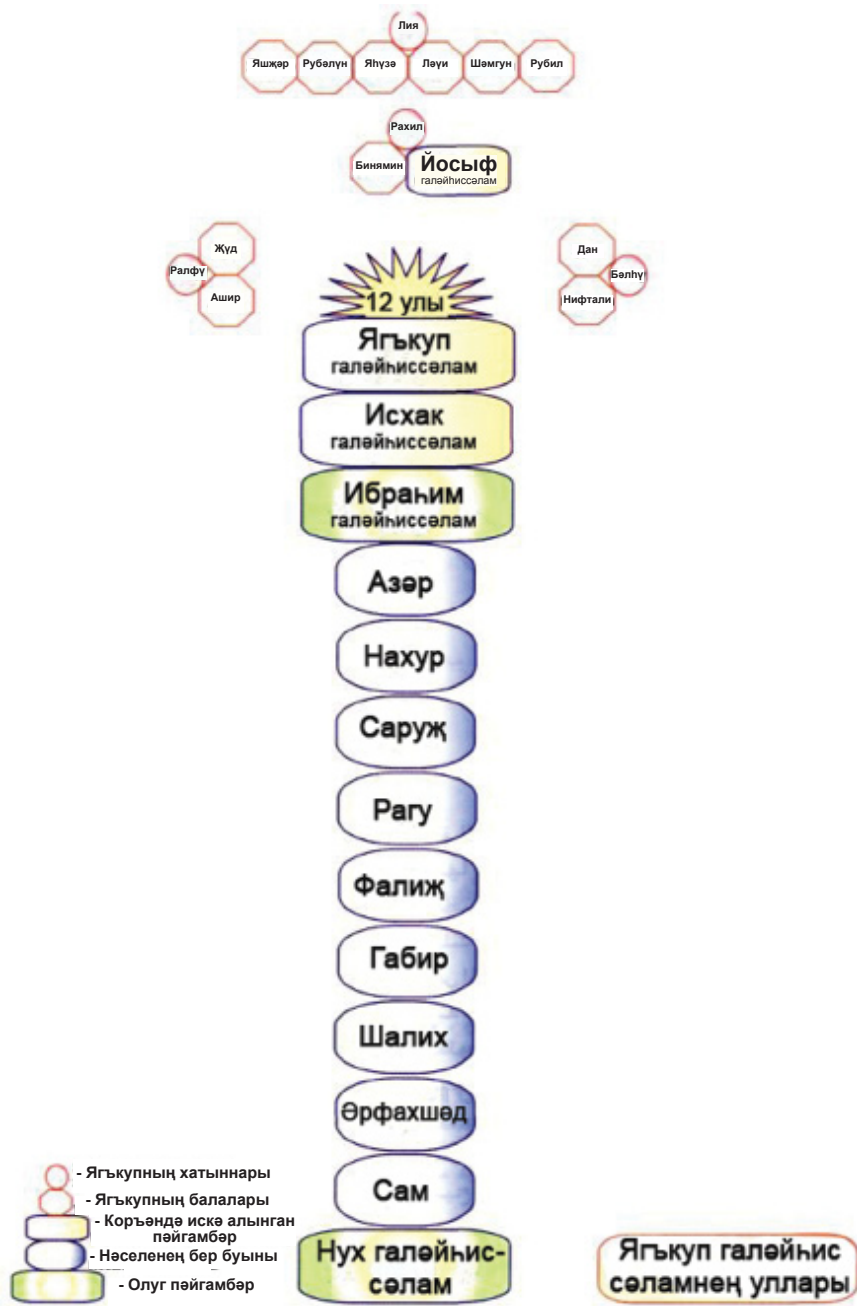 Лия
Яшҗәр Рубәлүн Яһүзә Ләүи Шәмгун Рубил
Рахил
Бинямин
Йосыф
галәйһиссәлам
Җүд
Ралфү
Ашир
Дан
Бәлһү
Нифтали
12 улы
Ягъкуп
галәйһиссәлам
Исхак
галәйһиссәлам
Ибраһим
галәйһиссәлам
Азәр
Нахур
Саруҗ
Рагу
Фалиҗ
Габир
Шалих
Әрфахшәд
Сам
Нух галәйһис-
сәлам
- Ягъкупның хатыннары
- Ягъкупның балалары
- Коръәндә искә алынган
пәйгамбәр
- Нәселенең бер буыны
- Олуг пәйгамбәр
Ягъкуп галәйһис
сәламнең уллары